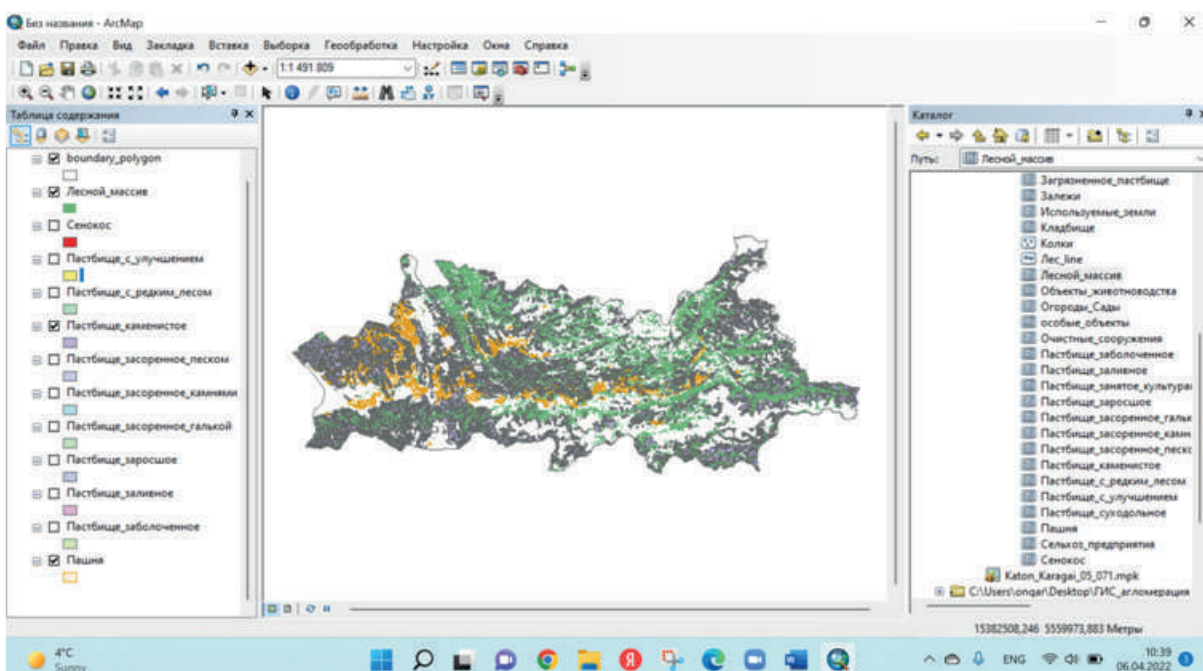 Без названия - ArcMap
Файл Правка Вид Закладка Вставка Выборка Геообработка Настройка Окна Справка
1:1 491 809
Таблица содержания
boundary_polygon
Лесной_массив
Сенокос
Пастбище_с_улучшением
Пастбище_с_редким_лесом
Пастбище_каменистое
Пастбище_засоренное_песком
Пастбище_засоренное_камнями
Пастбище_засоренное_галькой
Пастбище_заросшое
Пастбище_заливное
Пастбище_заболоченное
Пашня
Каталог
Путь: Лесной_массив
Загрязненное_пастбище
Залежи
Используемые_земли
Кладбище
Колки
Лес_line
Лесной_массив
Объекты_животноводства
Огороды_Сады
особые_объекты
Очистные_сооружения
Пастбище_заболоченное
Пастбище_заливное
Пастбище_занятое_культура
Пастбище_заросшое
Пастбище_засоренное_гальк
Пастбище_засоренное_камн
Пастбище_засоренное_песк
Пастбище_каменистое
Пастбище_с_редким_лесом
Пастбище_с_улучшением
Пастбище_суходольное
Пашня
Сельхоз_предприятия
Сенокос
Katon_Karagai_05_071.mpk
C:\Users\ongar\Desktop\ГИС_агломерация
15382508,246 5559973,883 Метры
4°C
Sunny
ENG
10:39
06.04.2022